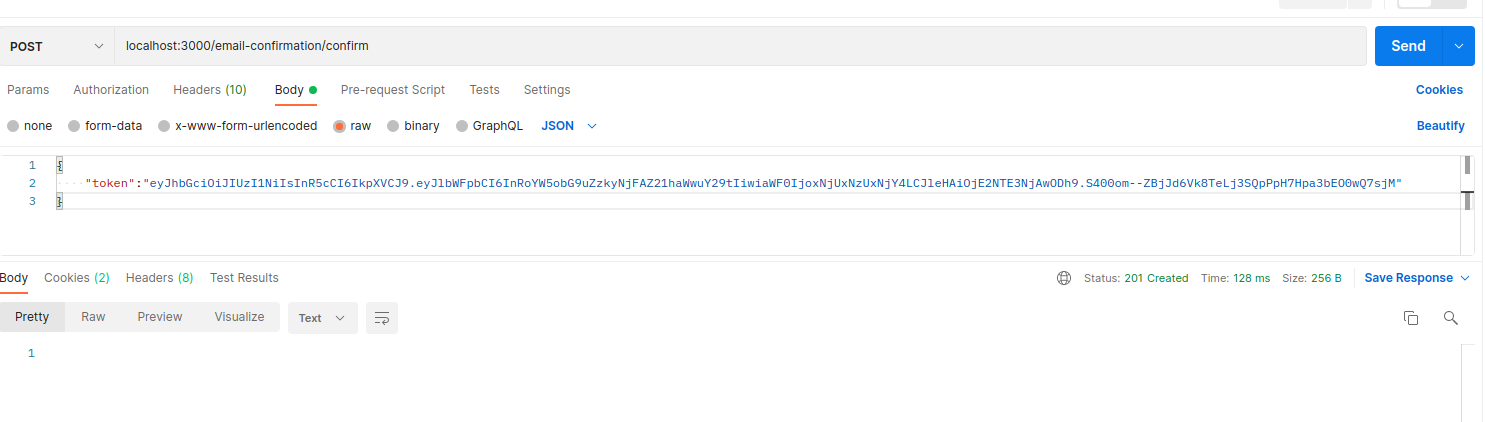 POST localhost:3000/email-confirmation/confirm Send
Params Authorization Headers (10) Body Pre-request Script Tests Settings Cookies
none form-data x-www-form-urlencoded raw binary GraphQL JSON Beautify
1 {
2 "token":"eyJhbGciOiJIUzI1NiIsInR5cCI6IkpXVCJ9.eyJlbWFpbCI6InRoYW5obG9uZzkyNjFAZ21haWwuY29tIiwiaWF0IjoxNjUxNzUxNjY4LCJleHAiOjE2NTE3NjAwODh9.S400om--ZBjJd6Vk8TeLj3SQpPpH7Hpa3bEO0wQ7sjM"
3 }
Body Cookies (2) Headers (8) Test Results Status: 201 Created Time: 128 ms Size: 256 B Save Response
Pretty Raw Preview Visualize Text
1